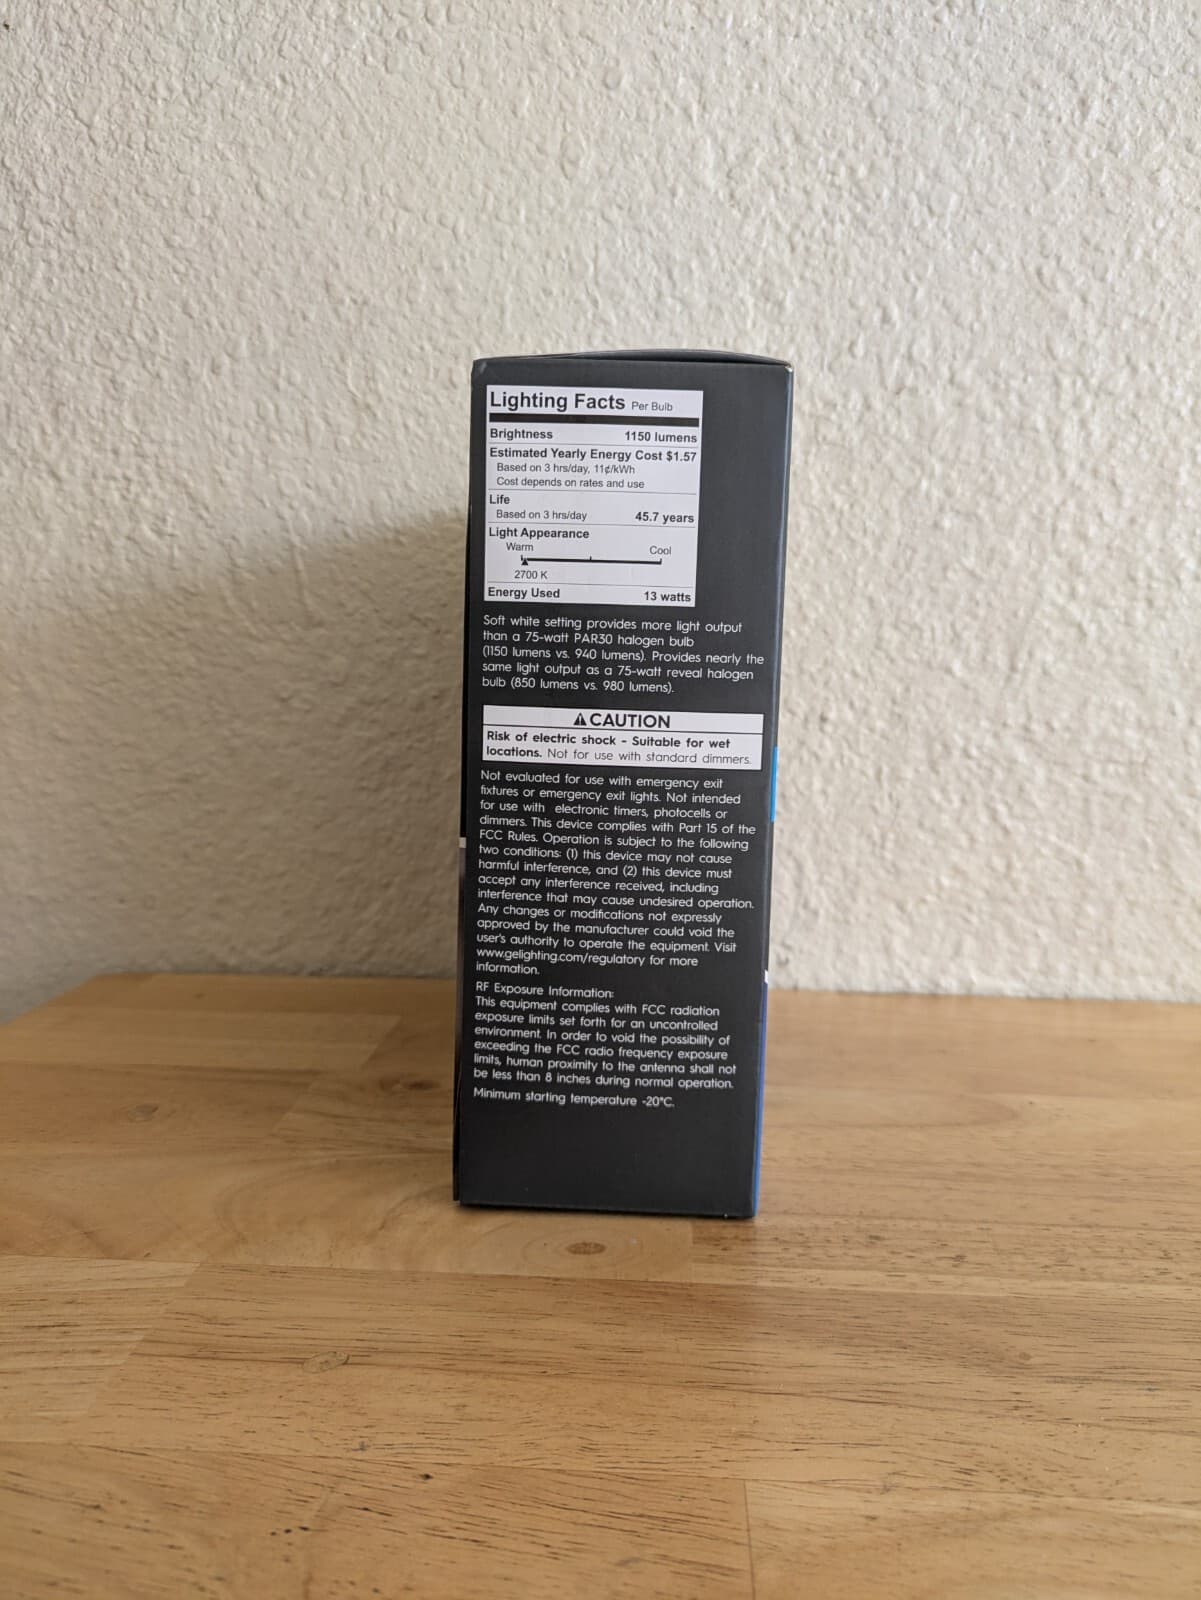 Lighting Facts Per Bulb
Brightness 1150 lumens
Estimated Yearly Energy Cost $1.57
Based on 3 hrs/day, 11¢/kWh
Cost depends on rates and use
Life
Based on 3 hrs/day 45.7 years
Light Appearance
Warm Cool
2700 K
Energy Used 13 watts
Soft white setting provides more light output
than a 75-watt PAR30 halogen bulb
(1150 lumens vs. 940 lumens). Provides nearly the
same light output as a 75-watt reveal halogen
bulb (850 lumens vs. 980 lumens).
⚠ CAUTION
Risk of electric shock - Suitable for wet
locations. Not for use with standard dimmers.
Not evaluated for use with emergency exit
fixtures or emergency exit lights. Not intended
for use with electronic timers, photocells or
dimmers. This device complies with Part 15 of the
FCC Rules. Operation is subject to the following
two conditions: (1) this device may not cause
harmful interference, and (2) this device must
accept any interference received, including
interference that may cause undesired operation.
Any changes or modifications not expressly
approved by the manufacturer could void the
user's authority to operate the equipment. Visit
www.gelighting.com/regulatory for more
information.
RF Exposure Information:
This equipment complies with FCC radiation
exposure limits set forth for an uncontrolled
environment. In order to void the possibility of
exceeding the FCC radio frequency exposure
limits, human proximity to the antenna shall not
be less than 8 inches during normal operation.
Minimum starting temperature -20°C.